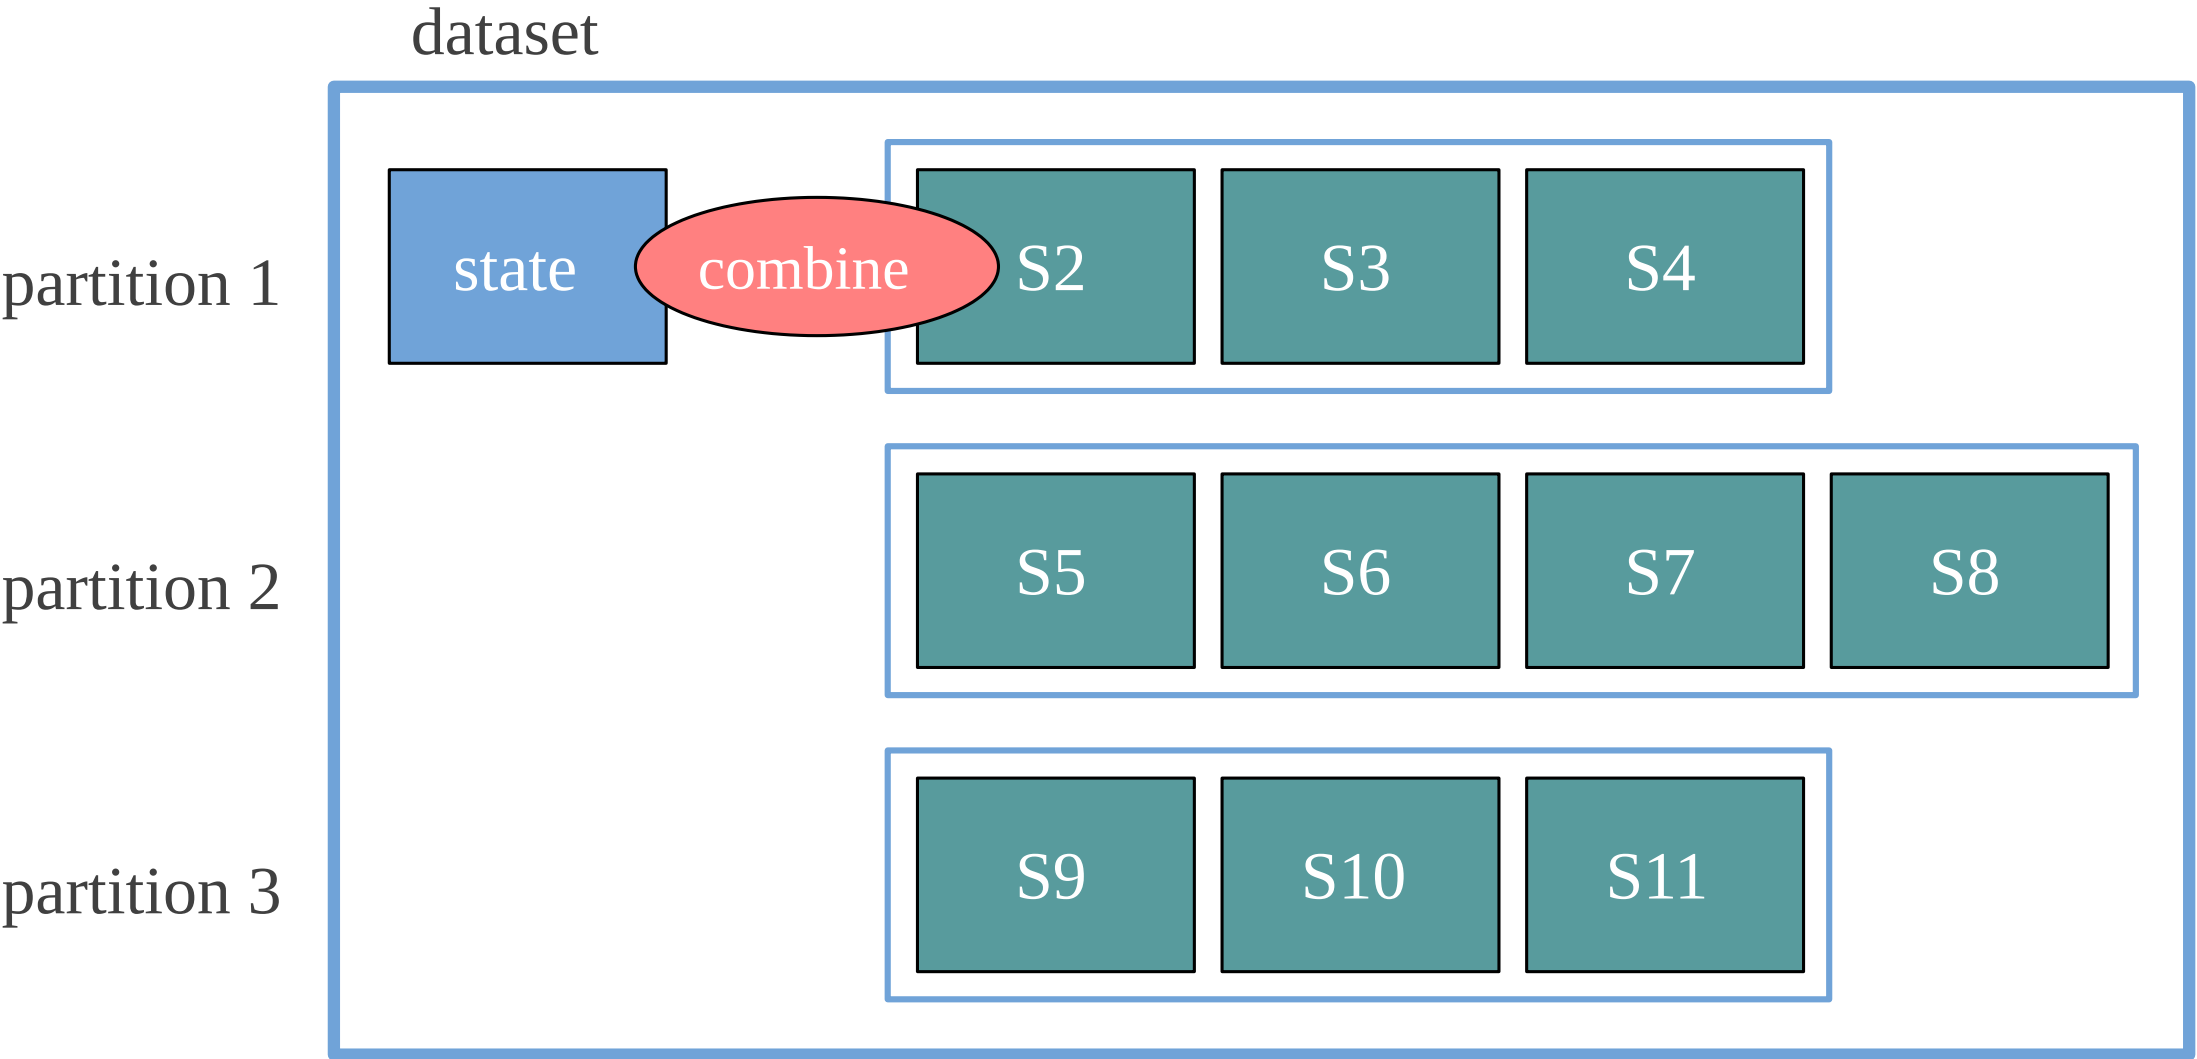 dataset
partition 1
state
combine
S2
S3
S4
partition 2
S5
S6
S7
S8
partition 3
S9
S10
S11